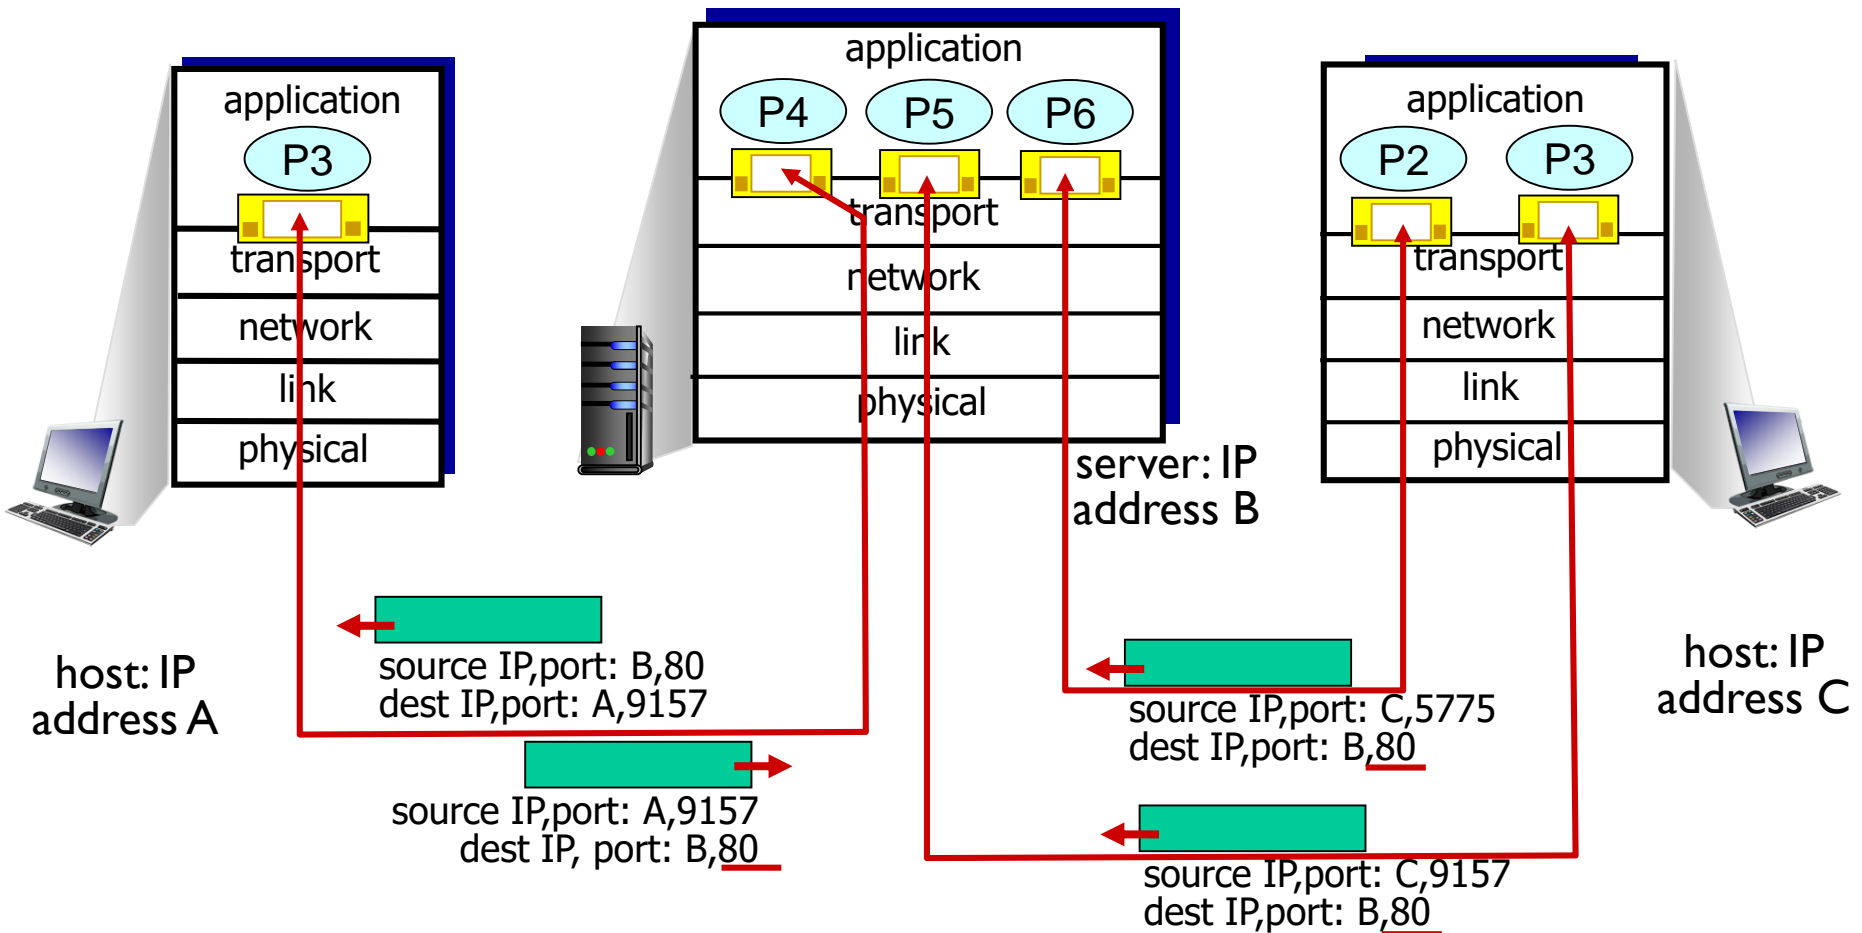 application
P3
transport
network
link
physical
host: IP
address A
application
P4
P5
P6
transport
network
link
physical
server: IP
address B
application
P2
P3
transport
network
link
physical
host: IP
address C
source IP,port: B,80
dest IP,port: A,9157
source IP,port: A,9157
dest IP, port: B,80
source IP,port: C,5775
dest IP,port: B,80
source IP,port: C,9157
dest IP,port: B,80